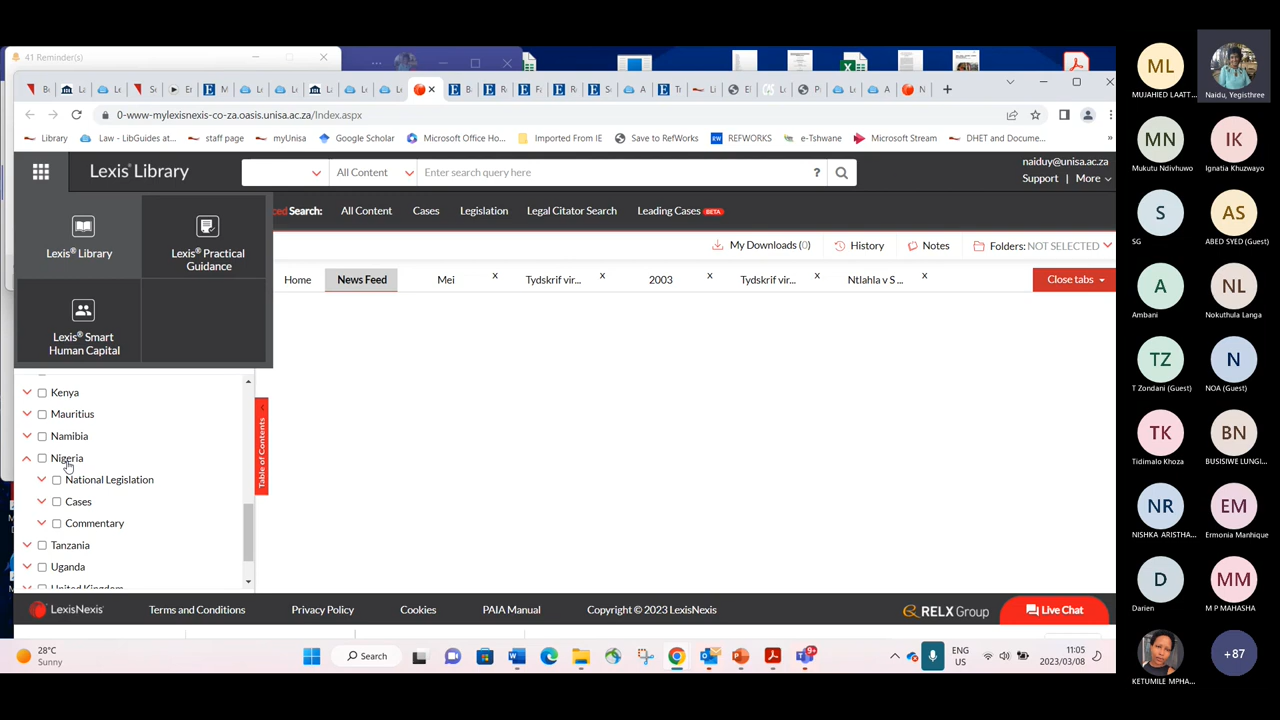 41 Reminder(s)
0-www-mylexisnexis-co-za.oasis.unisa.ac.za/Index.aspx
Library
Law - LibGuides at...
staff page
myUnisa
Google Scholar
Microsoft Office Ho...
Imported From IE
Save to RefWorks
REFWORKS
e-Tshwane
Microsoft Stream
DHET and Docume...
Lexis® Library
All Content
Enter search query here
?
naiduy@unisa.ac.za
Support | More
Search:
All Content
Cases
Legislation
Legal Citator Search
Leading Cases BETA
Lexis® Library
Lexis® Practical
Guidance
Lexis® Smart
Human Capital
My Downloads (0)
History
Notes
Folders: NOT SELECTED
Home
News Feed
Mei x
Tydskrif vir... x
2003 x
Tydskrif vir... x
Ntlahla v S ... x
Close tabs
Kenya
Mauritius
Namibia
Nigeria
National Legislation
Cases
Commentary
Tanzania
Uganda
United Kingdom
Table of Contents
LexisNexis
Terms and Conditions
Privacy Policy
Cookies
PAIA Manual
Copyright © 2023 LexisNexis
RELX Group
Live Chat
28°C
Sunny
Search
9+
ENG
US
11:05
2023/03/08
ML
MUJAHIED LAATT...
Naidu, Yegisthree
MN
Mukutu Ndivhuwo
IK
Ignatia Khuzwayo
S
SG
AS
ABED SYED (Guest)
A
Ambani
NL
Nokuthula Langa
TZ
T Zondani (Guest)
N
NOA (Guest)
TK
Tidimalo Khoza
BN
BUSISIWE LUNGI...
NR
NISHKA ARISTHA...
EM
Ermonia Manhique
D
Darien
MM
M P MAHASHA
KETUMILE MPHA...
+87